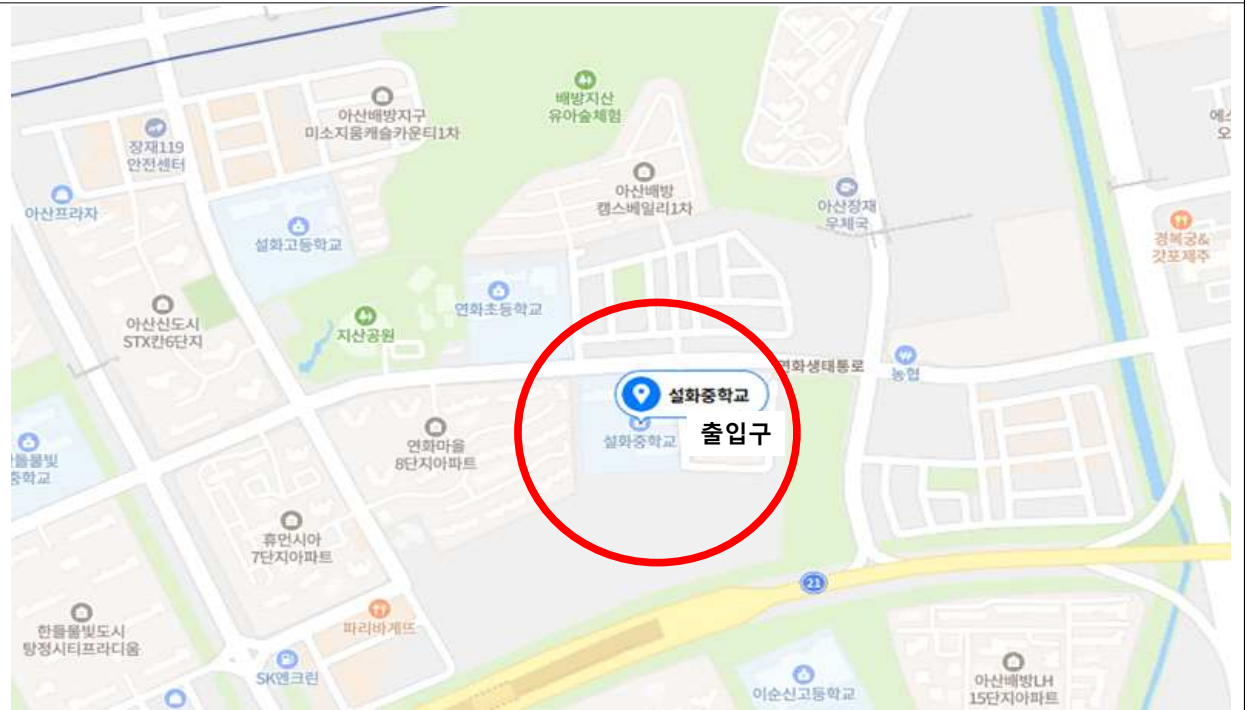 배방지산
유아숲체험
아산배방지구
미소지움캐슬카운티1차
장재119
안전센터
아산배방
캠스베일리1차
아산장재
우체국
아산프라자
설화고등학교
경복궁&
갓포제주
연화초등학교
지산공원
아산신도시
STX칸6단지
연화생태통로
농협
설화중학교
출입구
설화중학교
연화마을
8단지아파트
중학교
휴먼시아
7단지아파트
21
파리바게뜨
한들물빛도시
탕정시티프라디움
SK엔크린
이순신고등학교
아산배방LH
15단지아파트